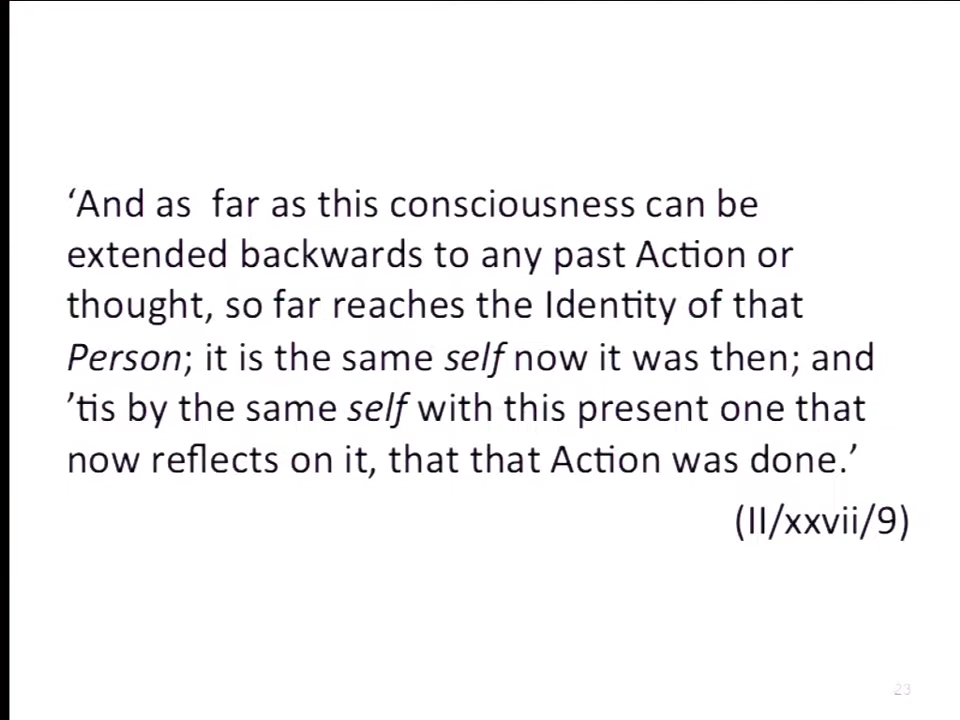 ‘And as  far as this consciousness can be
extended backwards to any past Action or
thought, so far reaches the Identity of that
Person; it is the same self now it was then; and
’tis by the same self with this present one that
now reflects on it, that that Action was done.’
(II/xxvii/9)
23